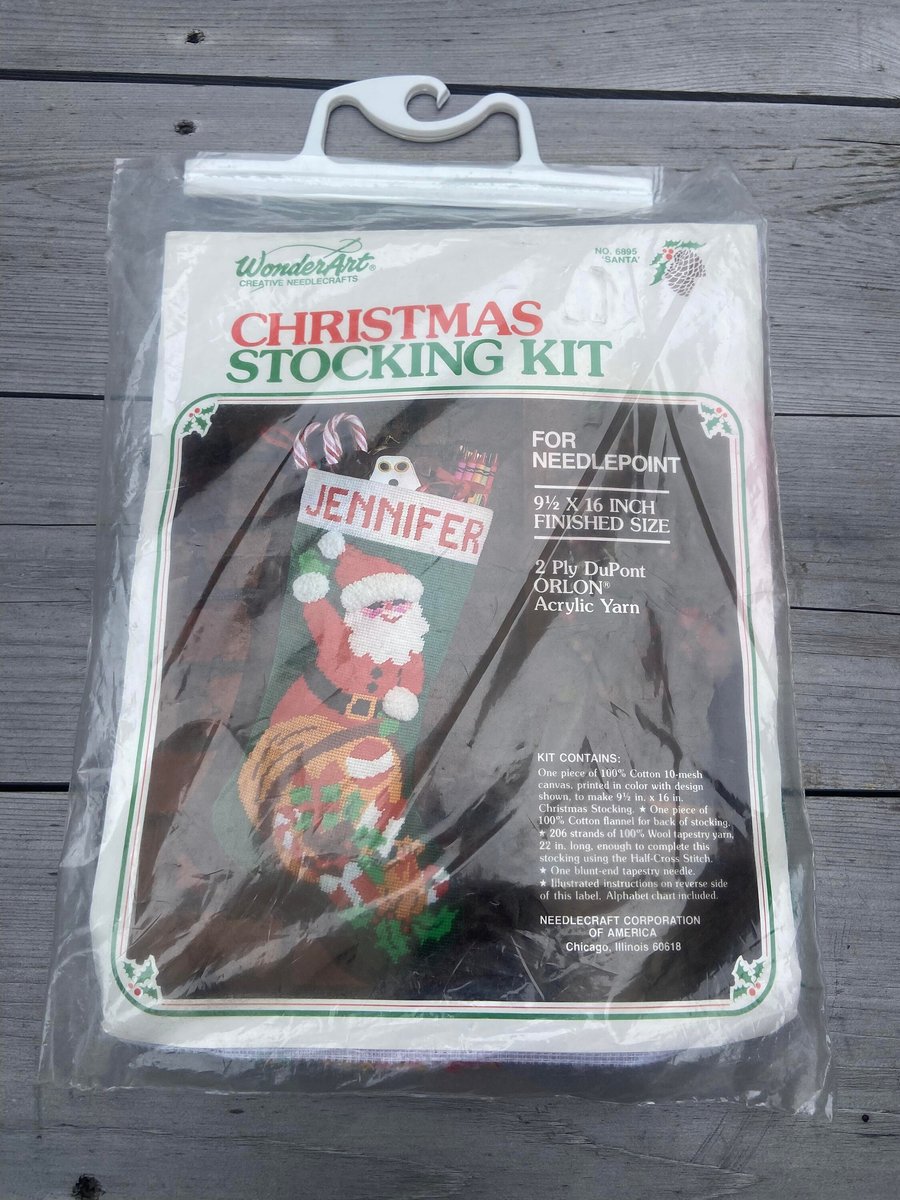 WonderArt®
CREATIVE NEEDLECRAFTS
NO. 6895
'SANTA'
CHRISTMAS
STOCKING KIT
JENNIFER
FOR
NEEDLEPOINT
9½ X 16 INCH
FINISHED SIZE
2 Ply DuPont
ORLON®
Acrylic Yarn
KIT CONTAINS:
One piece of 100% Cotton 10-mesh
canvas, printed in color with design
shown, to make 9½ in. x 16 in.
Christmas Stocking. ★ One piece of
100% Cotton flannel for back of stocking.
★ 206 strands of 100% Wool tapestry yarn,
22 in. long, enough to complete this
stocking using the Half-Cross Stitch.
★ One blunt-end tapestry needle.
★ Illustrated instructions on reverse side
of this label. Alphabet chart included.
NEEDLECRAFT CORPORATION
OF AMERICA
Chicago, Illinois 60618